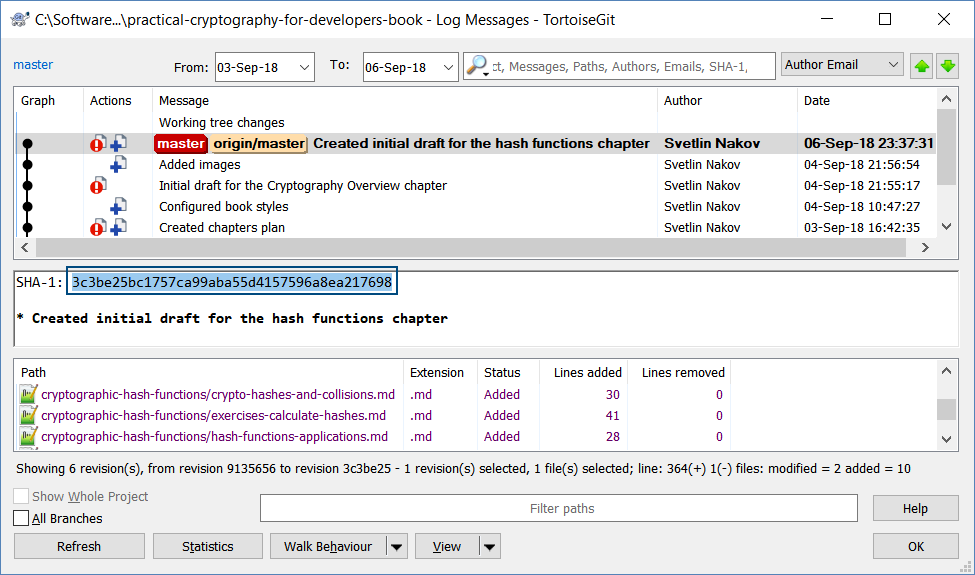 C:\Software...\practical-cryptography-for-developers-book - Log Messages - TortoiseGit
master From: 03-Sep-18 To: 06-Sep-18 ct, Messages, Paths, Authors, Emails, SHA-1, Author Email
Graph Actions Message Author Date
Working tree changes
master origin/master Created initial draft for the hash functions chapter Svetlin Nakov 06-Sep-18 23:37:31
Added images Svetlin Nakov 04-Sep-18 21:56:54
Initial draft for the Cryptography Overview chapter Svetlin Nakov 04-Sep-18 21:55:17
Configured book styles Svetlin Nakov 04-Sep-18 10:47:27
Created chapters plan Svetlin Nakov 03-Sep-18 16:42:35
SHA-1: 3c3be25bc1757ca99aba55d4157596a8ea217698
* Created initial draft for the hash functions chapter
Path Extension Status Lines added Lines removed
cryptographic-hash-functions/crypto-hashes-and-collisions.md .md Added 30 0
cryptographic-hash-functions/exercises-calculate-hashes.md .md Added 41 0
cryptographic-hash-functions/hash-functions-applications.md .md Added 28 0
Showing 6 revision(s), from revision 9135656 to revision 3c3be25 - 1 revision(s) selected, 1 file(s) selected; line: 364(+) 1(-) files: modified = 2 added = 10
Show Whole Project
All Branches
Filter paths
Help
Refresh Statistics Walk Behaviour View OK